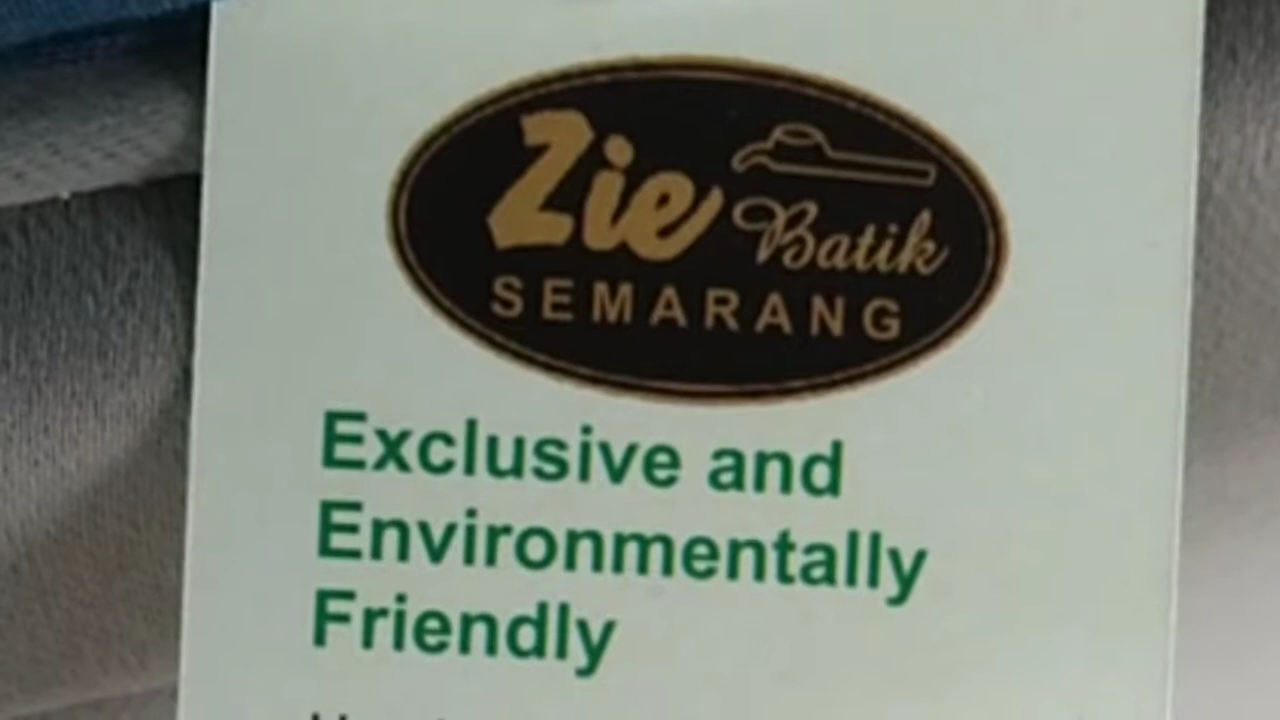 Zie Batik
SEMARANG
Exclusive and
Environmentally
Friendly